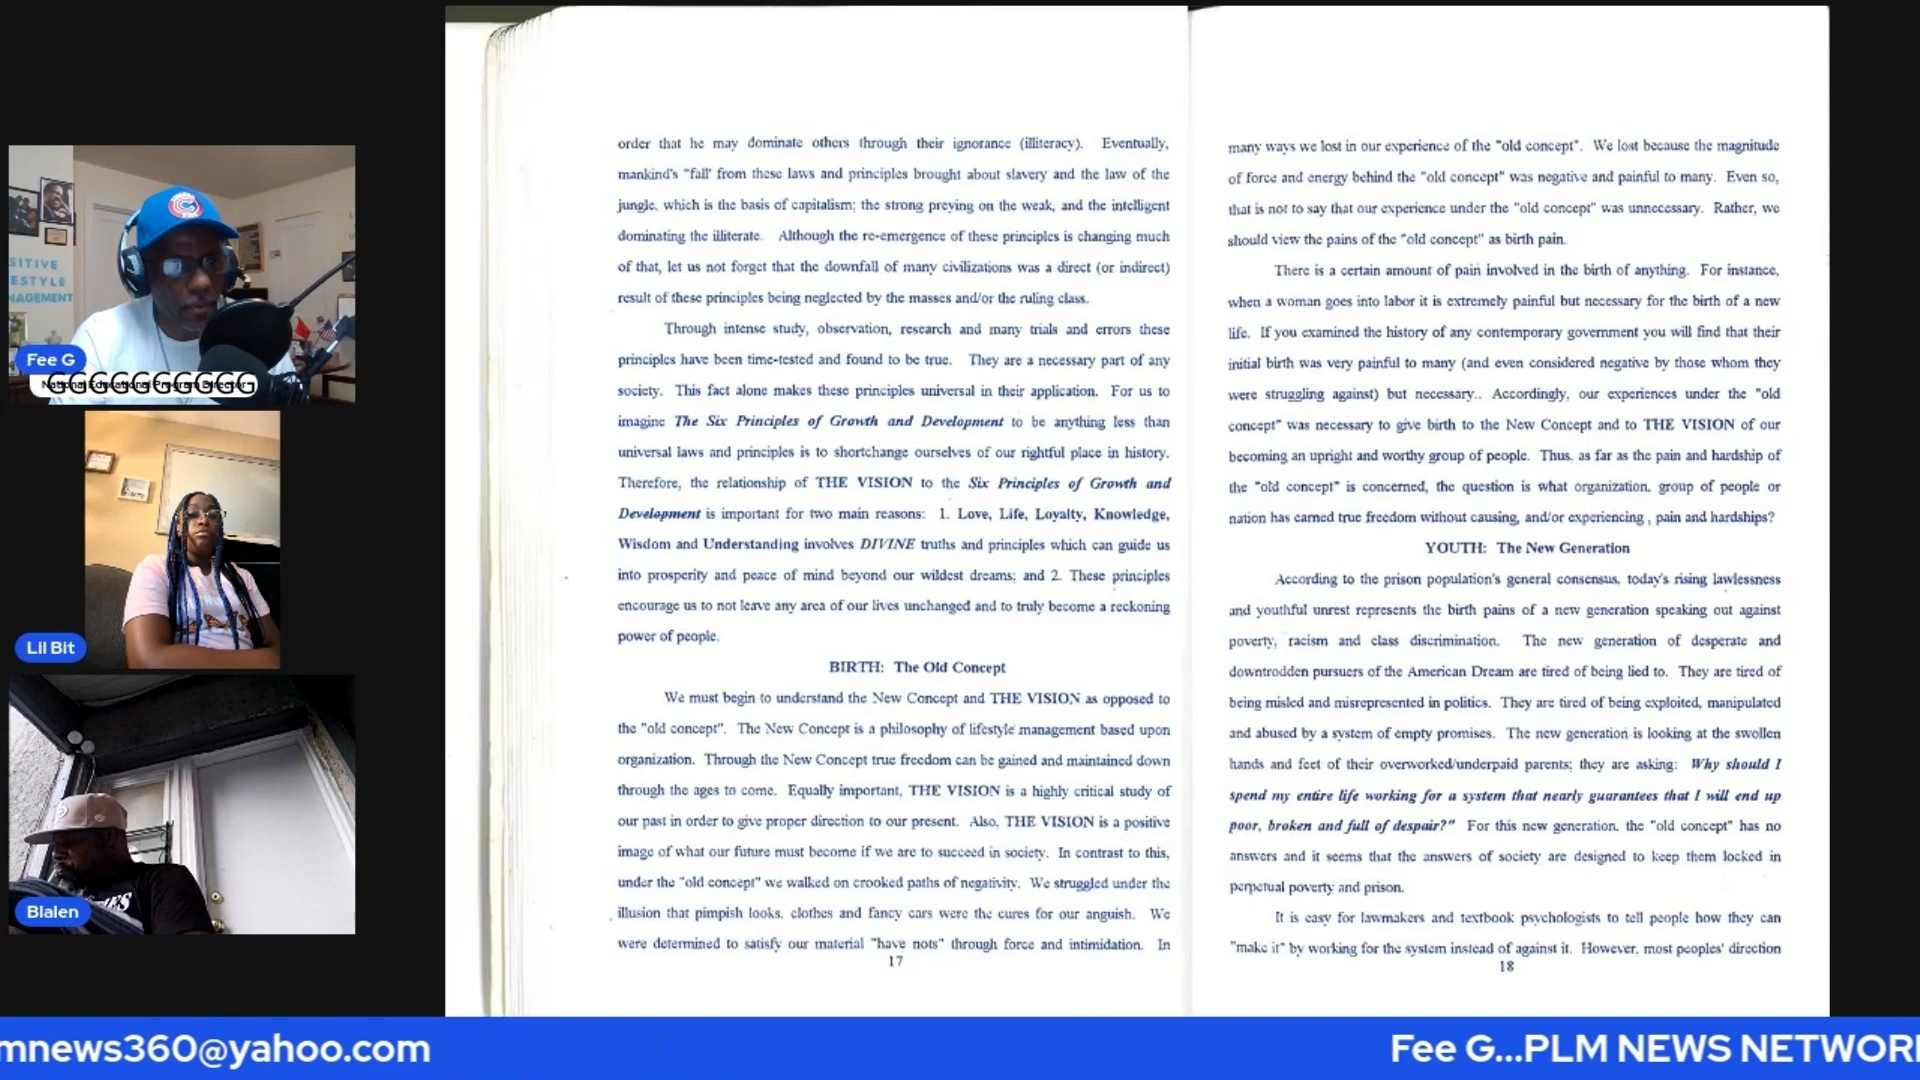 SITIVE
ESTYLE
NAGEMENT
Fee G
National Educational Program Director
GGGGGGGGGG
Lil Bit
Blalen
order that he may dominate others through their ignorance (illiteracy). Eventually,
mankind's "fall' from these laws and principles brought about slavery and the law of the
jungle, which is the basis of capitalism; the strong preying on the weak, and the intelligent
dominating the illiterate. Although the re-emergence of these principles is changing much
of that, let us not forget that the downfall of many civilizations was a direct (or indirect)
result of these principles being neglected by the masses and/or the ruling class.
Through intense study, observation, research and many trials and errors these
principles have been time-tested and found to be true. They are a necessary part of any
society. This fact alone makes these principles universal in their application. For us to
imagine The Six Principles of Growth and Development to be anything less than
universal laws and principles is to shortchange ourselves of our rightful place in history.
Therefore, the relationship of THE VISION to the Six Principles of Growth and
Development is important for two main reasons: 1. Love, Life, Loyalty, Knowledge,
Wisdom and Understanding involves DIVINE truths and principles which can guide us
into prosperity and peace of mind beyond our wildest dreams; and 2. These principles
encourage us to not leave any area of our lives unchanged and to truly become a reckoning
power of people.
BIRTH: The Old Concept
We must begin to understand the New Concept and THE VISION as opposed to
the "old concept". The New Concept is a philosophy of lifestyle management based upon
organization. Through the New Concept true freedom can be gained and maintained down
through the ages to come. Equally important, THE VISION is a highly critical study of
our past in order to give proper direction to our present. Also, THE VISION is a positive
image of what our future must become if we are to succeed in society. In contrast to this,
under the "old concept" we walked on crooked paths of negativity. We struggled under the
illusion that pimpish looks, clothes and fancy cars were the cures for our anguish. We
were determined to satisfy our material "have nots" through force and intimidation. In
17
many ways we lost in our experience of the "old concept". We lost because the magnitude
of force and energy behind the "old concept" was negative and painful to many. Even so,
that is not to say that our experience under the "old concept" was unnecessary. Rather, we
should view the pains of the "old concept" as birth pain.
There is a certain amount of pain involved in the birth of anything. For instance,
when a woman goes into labor it is extremely painful but necessary for the birth of a new
life. If you examined the history of any contemporary government you will find that their
initial birth was very painful to many (and even considered negative by those whom they
were struggling against) but necessary.. Accordingly, our experiences under the "old
concept" was necessary to give birth to the New Concept and to THE VISION of our
becoming an upright and worthy group of people. Thus, as far as the pain and hardship of
the "old concept" is concerned, the question is what organization, group of people or
nation has earned true freedom without causing, and/or experiencing , pain and hardships?
YOUTH: The New Generation
According to the prison population's general consensus, today's rising lawlessness
and youthful unrest represents the birth pains of a new generation speaking out against
poverty, racism and class discrimination. The new generation of desperate and
downtrodden pursuers of the American Dream are tired of being lied to. They are tired of
being misled and misrepresented in politics. They are tired of being exploited, manipulated
and abused by a system of empty promises. The new generation is looking at the swollen
hands and feet of their overworked/underpaid parents; they are asking: Why should I
spend my entire life working for a system that nearly guarantees that I will end up
poor, broken and full of despair?" For this new generation, the "old concept" has no
answers and it seems that the answers of society are designed to keep them locked in
perpetual poverty and prison.
It is easy for lawmakers and textbook psychologists to tell people how they can
"make it" by working for the system instead of against it. However, most peoples' direction
18
mnews360@yahoo.com
Fee G...PLM NEWS NETWOR